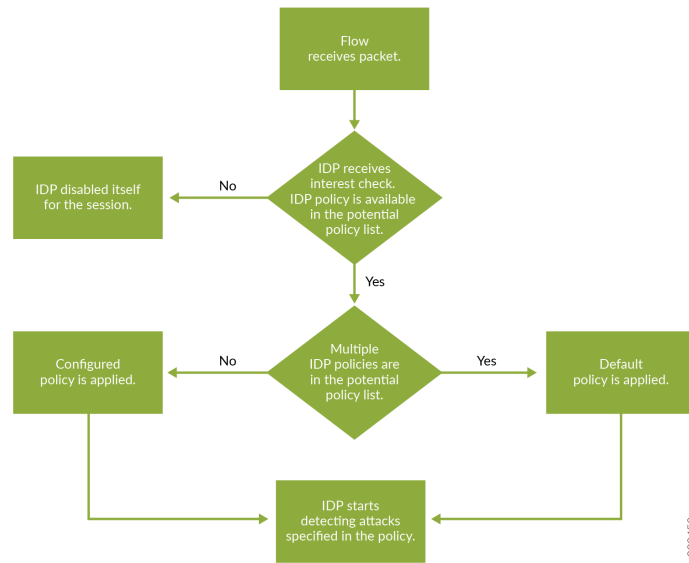 Flow
receives packet.
IDP receives
interest check.
IDP policy is available
in the potential
policy list.
No
IDP disabled itself
for the session.
Yes
Multiple
IDP policies are
in the potential
policy list.
No
Configured
policy is applied.
Yes
Default
policy is applied.
IDP starts
detecting attacks
specified in the policy.